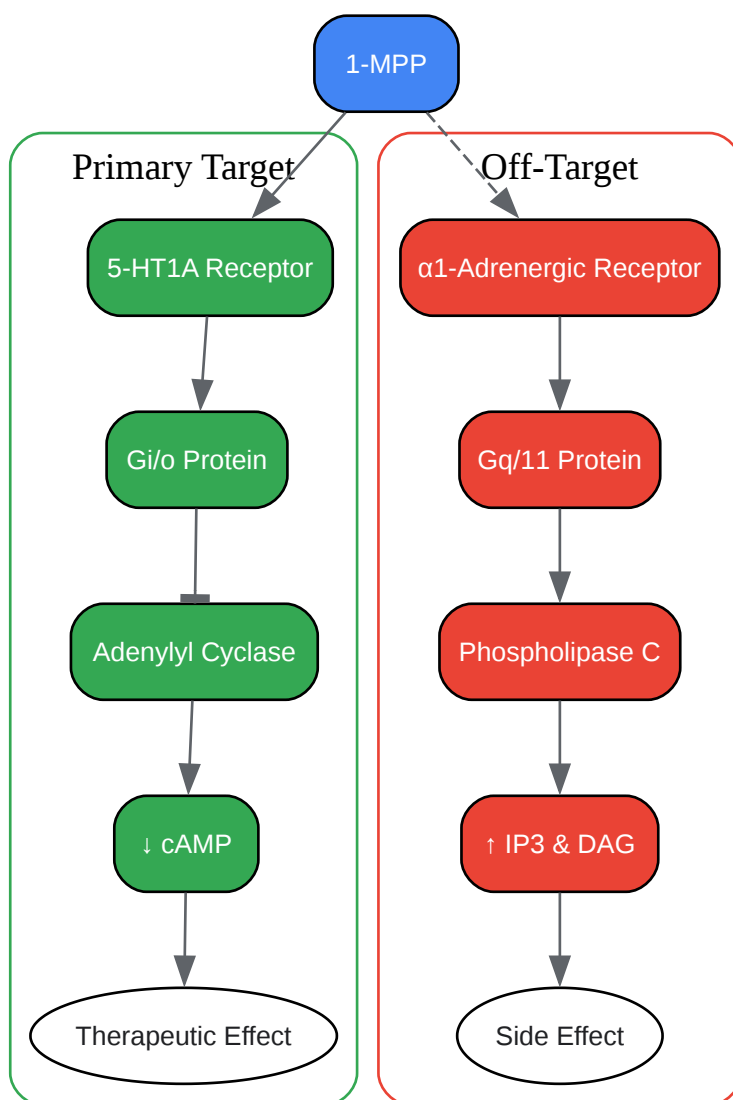 1-MPP
Primary Target
5-HT1A Receptor
Gi/o Protein
Adenylyl Cyclase
↓ cAMP
Therapeutic Effect
Off-Target
α1-Adrenergic Receptor
Gq/11 Protein
Phospholipase C
↑ IP3 & DAG
Side Effect